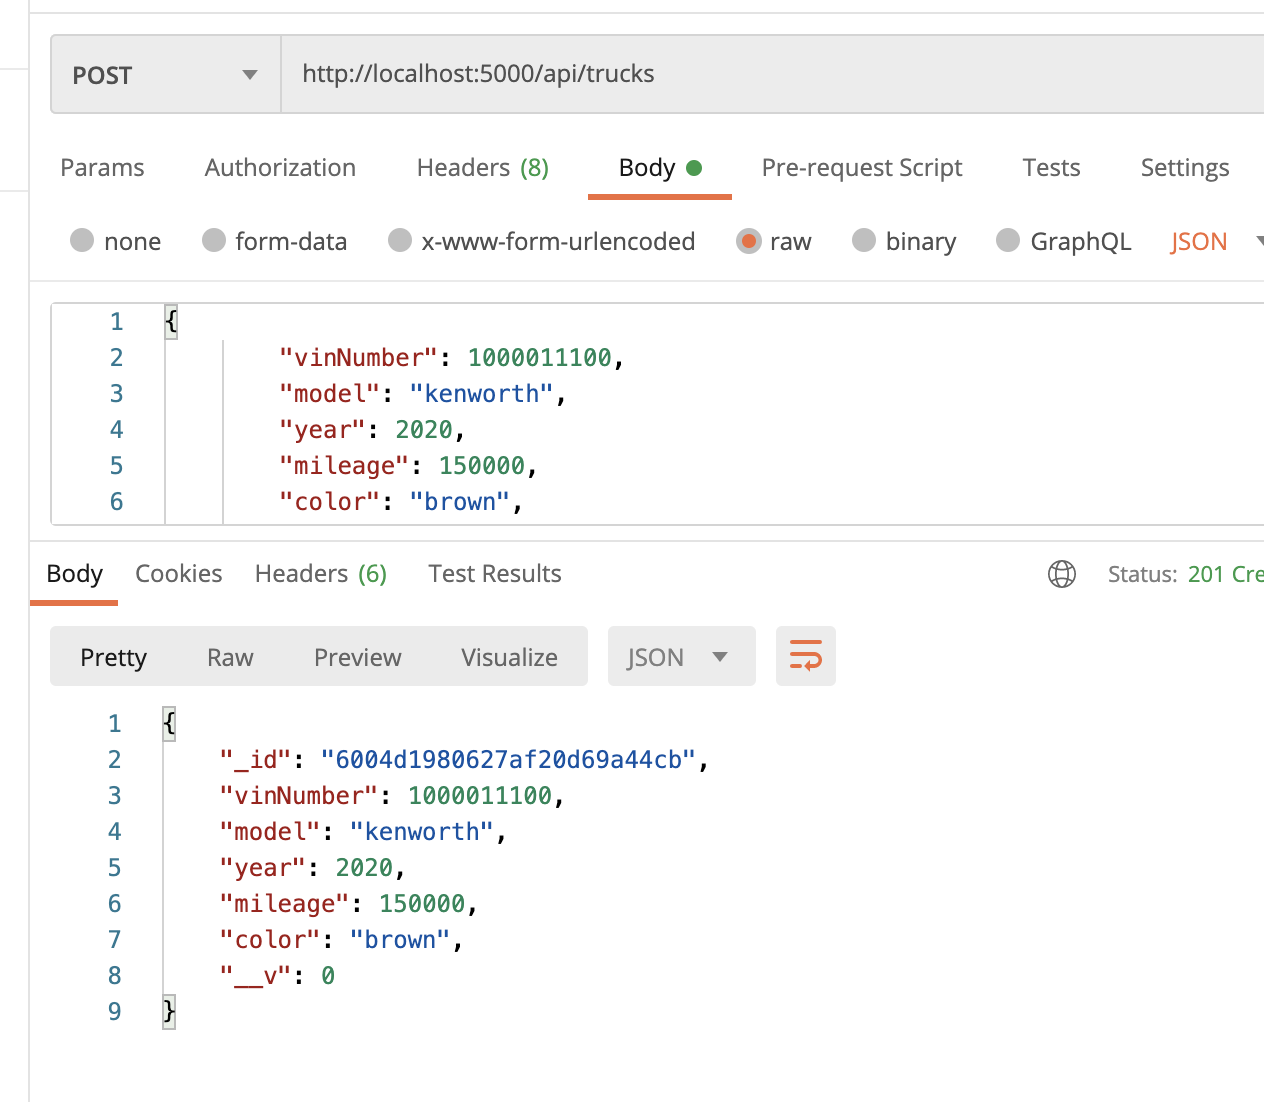 POST http://localhost:5000/api/trucks
Params Authorization Headers (8) Body Pre-request Script Tests Settings
none form-data x-www-form-urlencoded raw binary GraphQL JSON
1 {
2 "vinNumber": 1000011100,
3 "model": "kenworth",
4 "year": 2020,
5 "mileage": 150000,
6 "color": "brown",
Body Cookies Headers (6) Test Results Status: 201 Cre
Pretty Raw Preview Visualize JSON
1 {
2 "_id": "6004d1980627af20d69a44cb",
3 "vinNumber": 1000011100,
4 "model": "kenworth",
5 "year": 2020,
6 "mileage": 150000,
7 "color": "brown",
8 "__v": 0
9 }